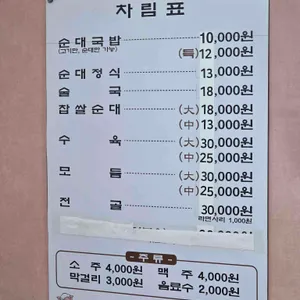 차림표
순대국밥 10,000원
(고기만, 순대만 가능) (특)12,000원
순대정식 13,000원
술국 18,000원
찹쌀순대 (大)18,000원
(中)13,000원
수육 (大)30,000원
(中)25,000원
모듬 (大)30,000원
(中)25,000원
전골 30,000원
라면사리 1,000원
-주류-
소주 4,000원 맥주 4,000원
막걸리 3,000원 음료수 2,000원